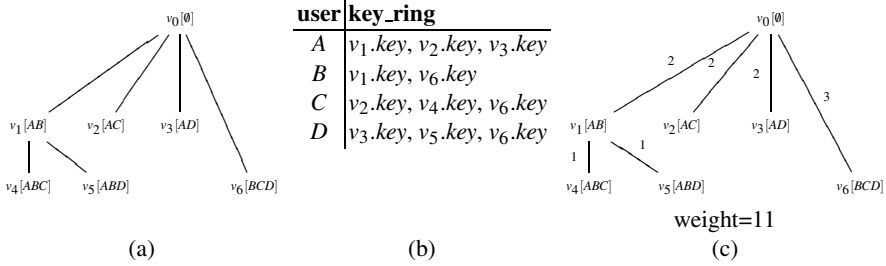 v0[∅]
v1[AB]
v2[AC]
v3[AD]
v4[ABC]
v5[ABD]
v6[BCD]
(a)
user key_ring
A v1.key, v2.key, v3.key
B v1.key, v6.key
C v2.key, v4.key, v6.key
D v3.key, v5.key, v6.key
(b)
v0[∅]
2
2
2
3
v1[AB]
v2[AC]
v3[AD]
1
1
v4[ABC]
v5[ABD]
v6[BCD]
weight=11
(c)